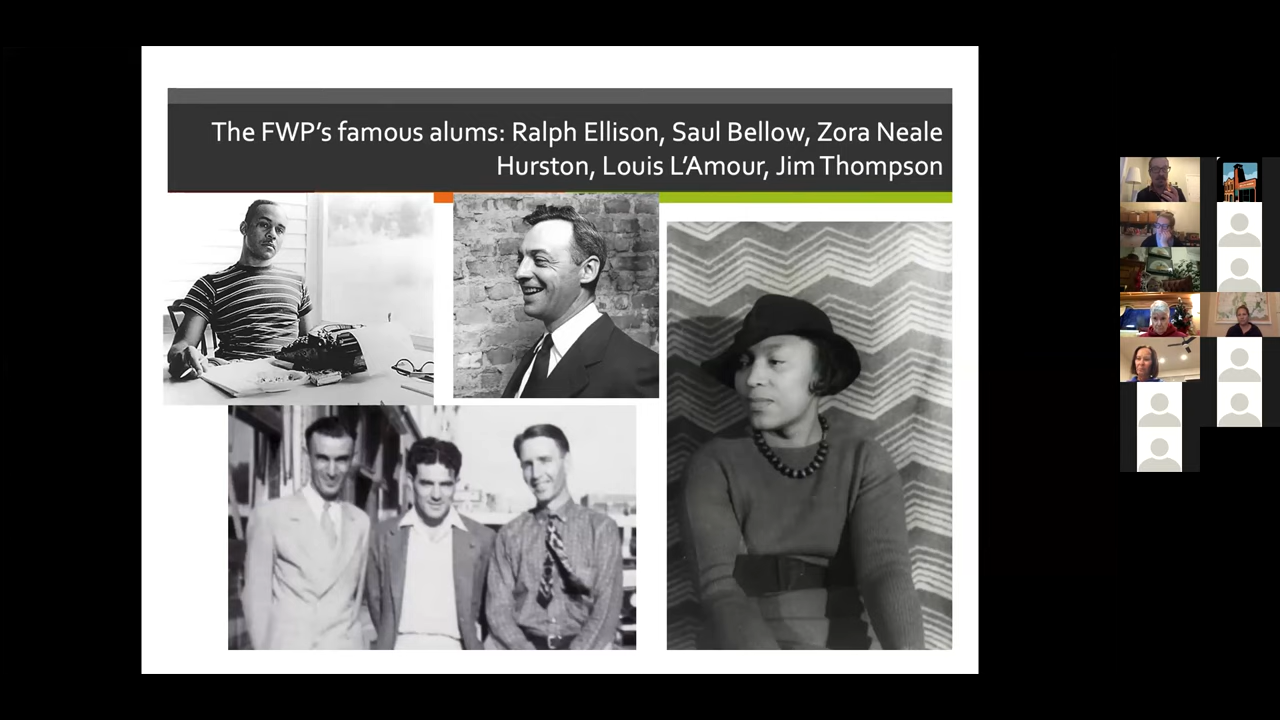 The FWP's famous alums: Ralph Ellison, Saul Bellow, Zora Neale
Hurston, Louis L'Amour, Jim Thompson